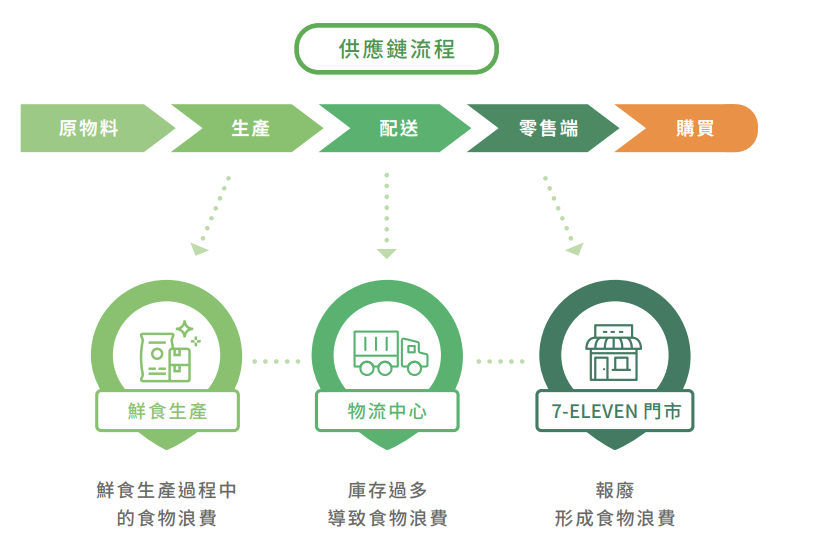 供應鏈流程
原物料
生產
配送
零售端
購買
鮮食生產
物流中心
7-ELEVEN 門市
鮮食生產過程中
的食物浪費
庫存過多
導致食物浪費
報廢
形成食物浪費